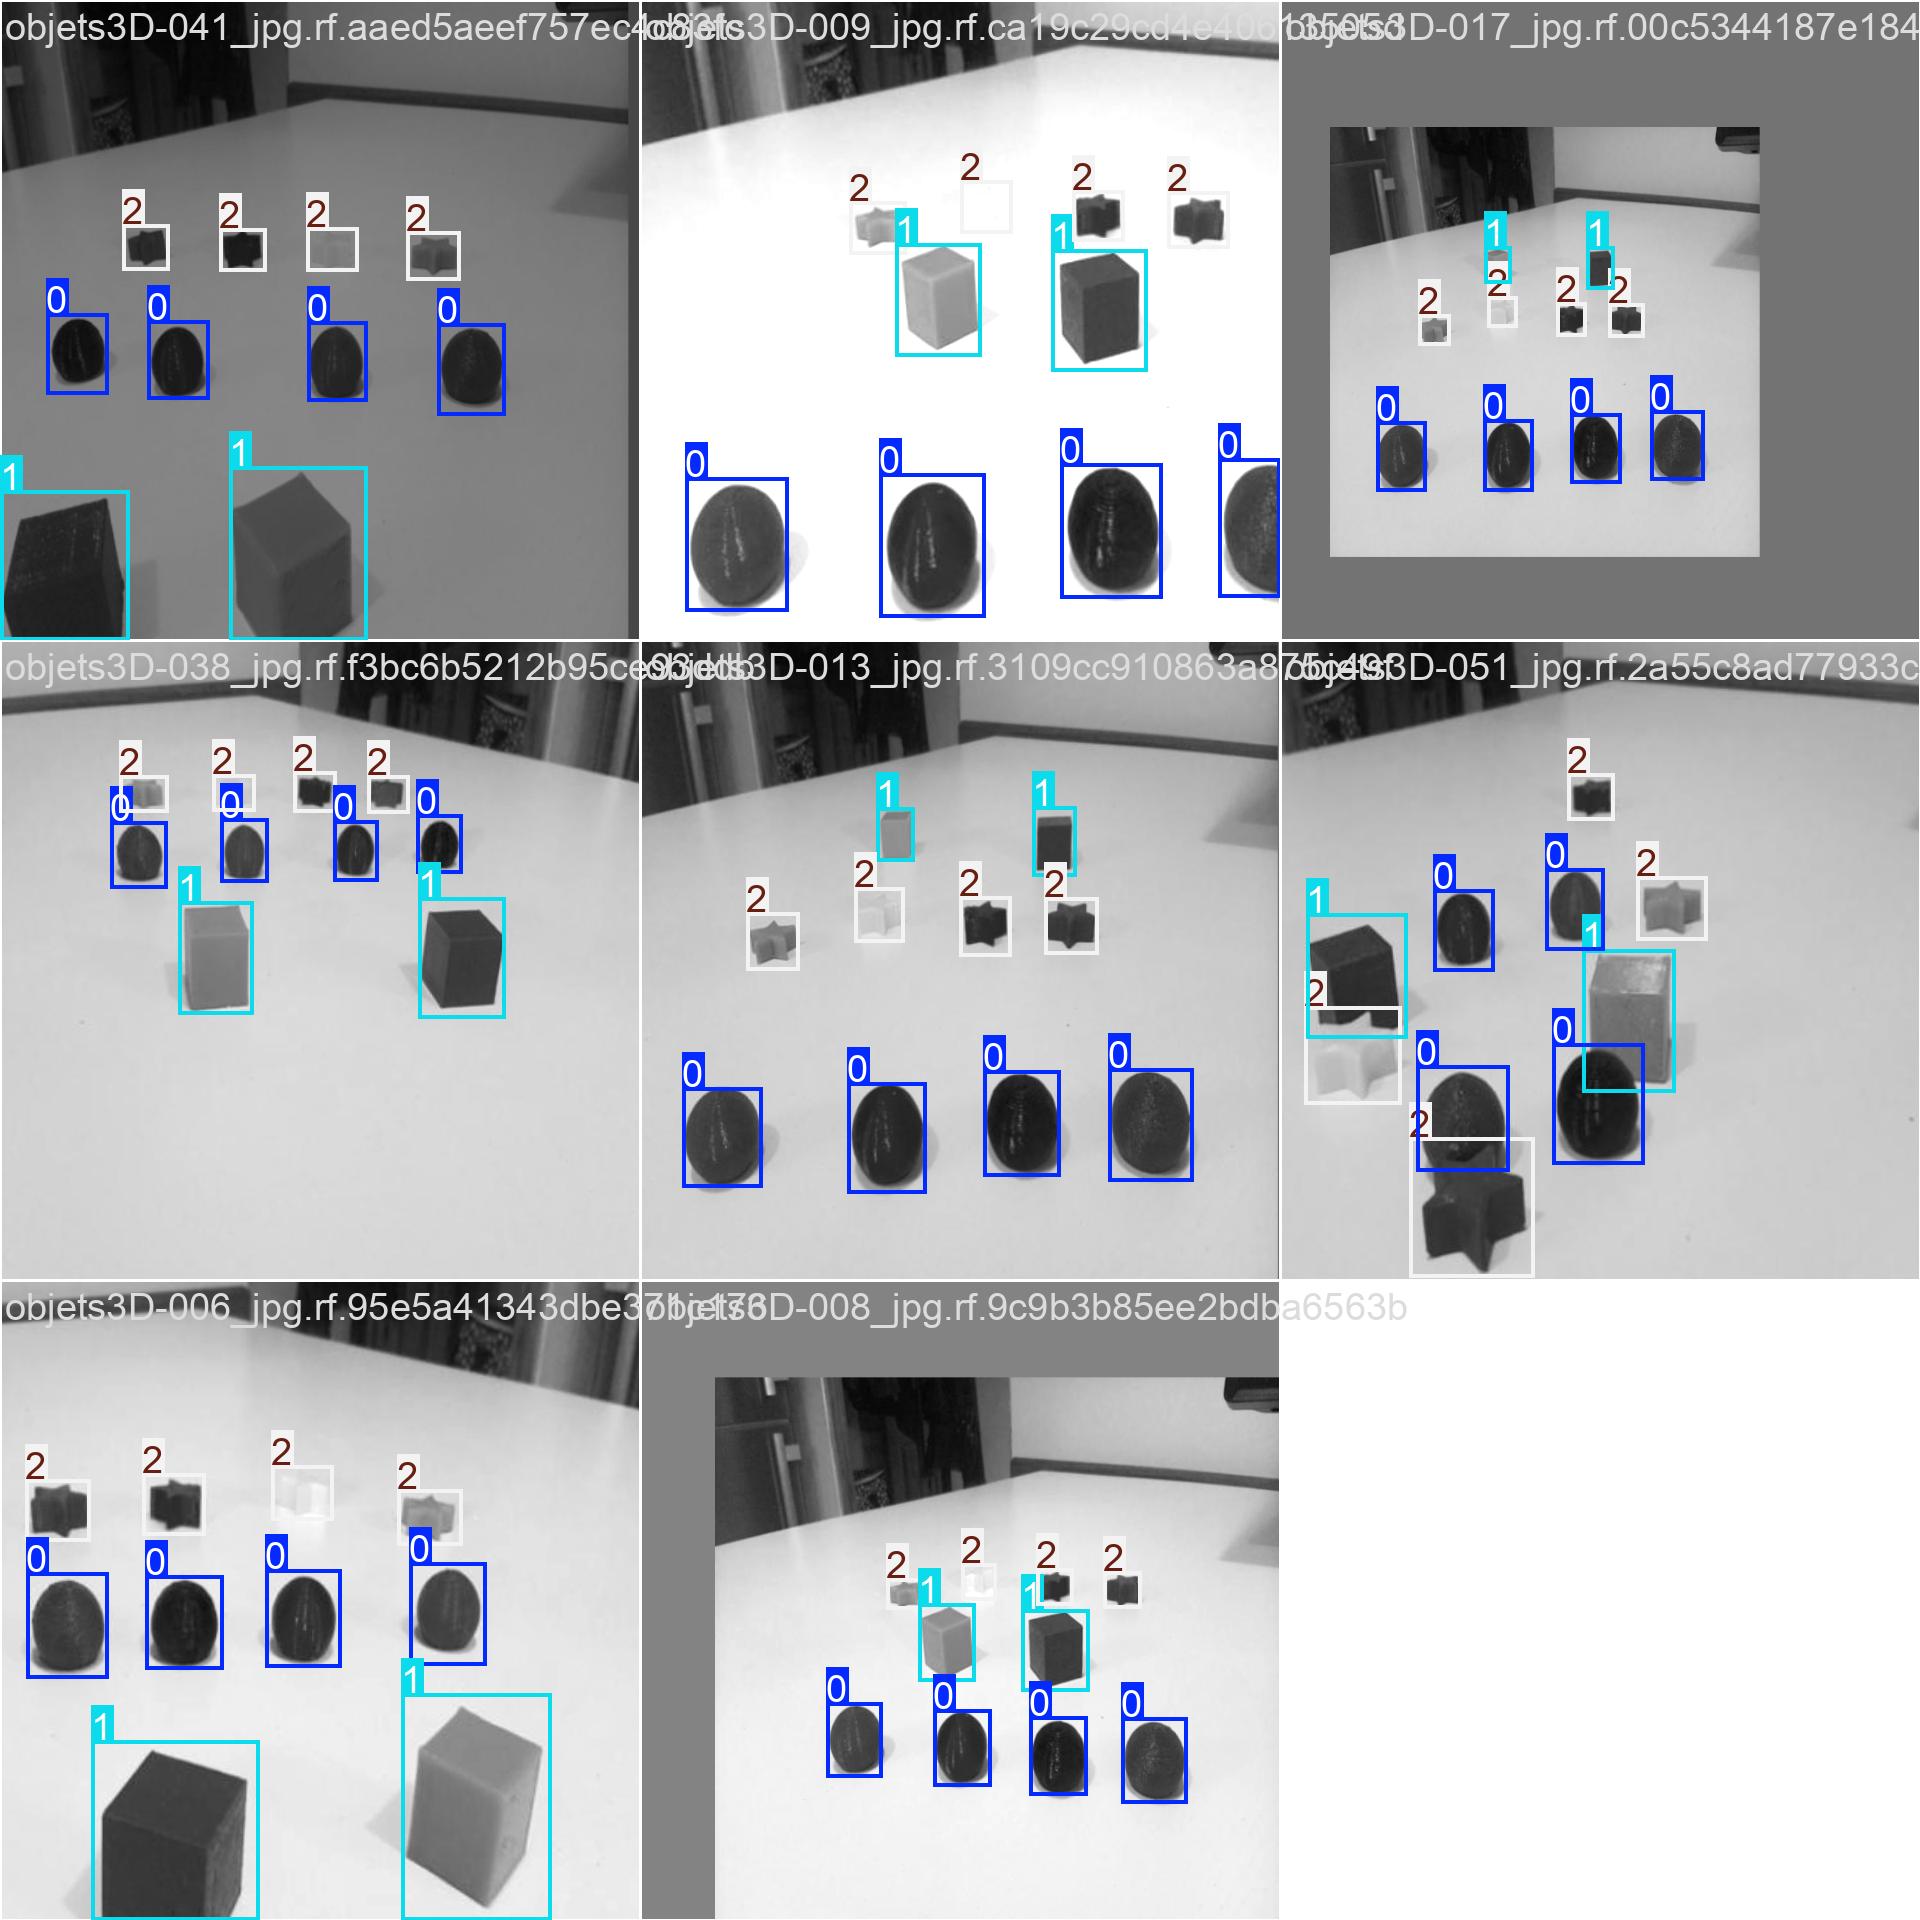 objets3D-041_jpg.rf.aaed5aeef757ec4c83fc
objets3D-009_jpg.rf.ca19c29cd4e406135053
objets3D-017_jpg.rf.00c5344187e184
2 2 2 2
0 0 0 0
1 1
2 2 2 2
1 1
0 0 0 0
1 1
2 2 2 2
0 0 0 0
objets3D-038_jpg.rf.f3bc6b5212b95ce93ddb
objets3D-013_jpg.rf.3109cc910863a875c49f
objets3D-051_jpg.rf.2a55c8ad77933c
2 2 2 2
0 0 0 0
1 1
1 1
2 2 2 2
0 0 0 0
2
0 0 2
1 1
2 0 0
2
objets3D-006_jpg.rf.95e5a41343dbe371c176
objets3D-008_jpg.rf.9c9b3b85ee2bdba6563b
2 2 2 2
0 0 0 0
1 1
2 2 2 2
1 1
0 0 0 0